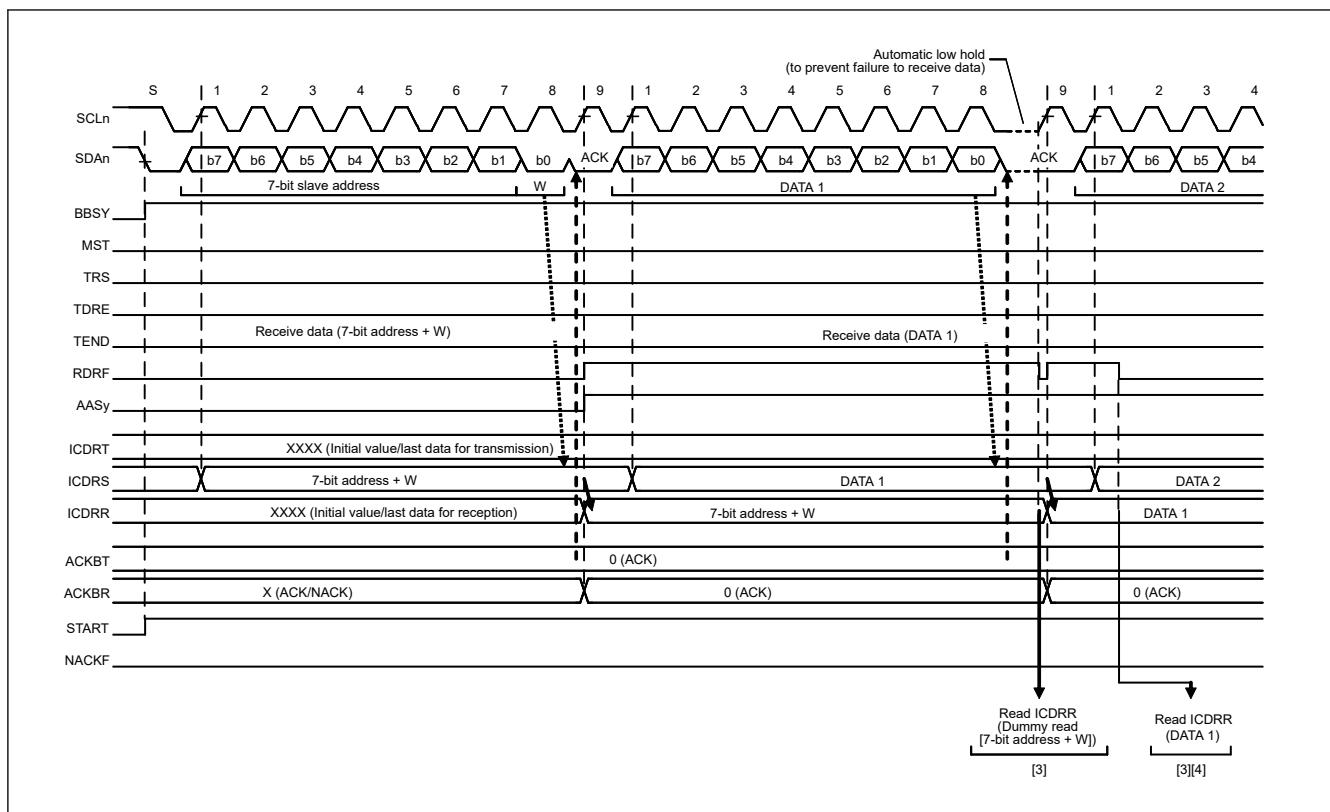 Automatic low hold
(to prevent failure to receive data)
S 1 2 3 4 5 6 7 8 9 1 2 3 4 5 6 7 8 9 1 2 3 4
SCLn
SDAn b7 b6 b5 b4 b3 b2 b1 b0 ACK b7 b6 b5 b4 b3 b2 b1 b0 ACK b7 b6 b5 b4
7-bit slave address W DATA 1 DATA 2
BBSY
MST
TRS
TDRE
Receive data (7-bit address + W) Receive data (DATA 1)
TEND
RDRF
AASy
ICDRT XXXX (Initial value/last data for transmission)
ICDRS 7-bit address + W DATA 1 DATA 2
ICDRR XXXX (Initial value/last data for reception) 7-bit address + W DATA 1
ACKBT 0 (ACK)
ACKBR X (ACK/NACK) 0 (ACK) 0 (ACK)
START
NACKF
Read ICDRR
(Dummy read
[7-bit address + W])
[3]
Read ICDRR
(DATA 1)
[3][4]